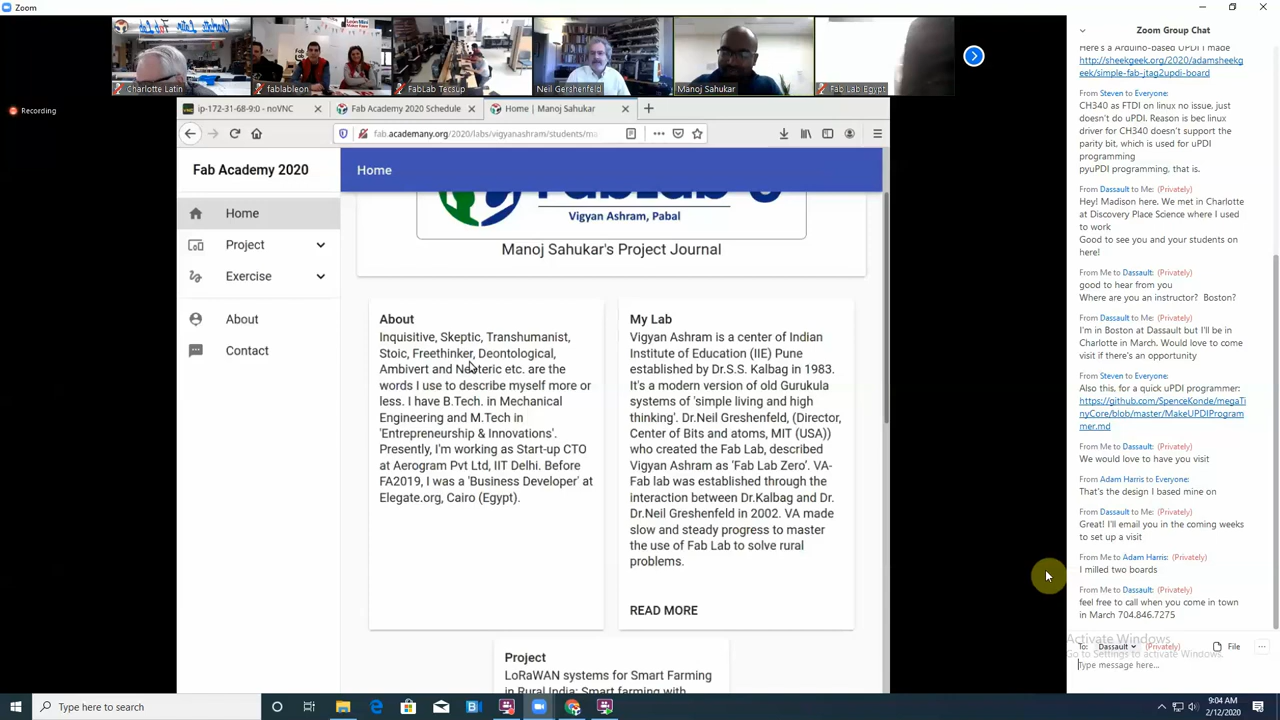 Zoom
Charlotte Latin
fablableon
FabLab Tecsup
Neil Gershenfeld
Manoj Sahukar
Fab Lab Egypt
Recording
ip-172-31-68-9:0 - noVNC
Fab Academy 2020 Schedule
Home | Manoj Sahukar
fab.academany.org/2020/labs/vigyanashram/students/ma
Fab Academy 2020
Home
Home
Project
Exercise
About
Contact
Vigyan Ashram, Pabal
Manoj Sahukar's Project Journal
About
Inquisitive, Skeptic, Transhumanist,
Stoic, Freethinker, Deontological,
Ambivert and Neoteric etc. are the
words I use to describe myself more or
less. I have B.Tech. in Mechanical
Engineering and M.Tech in
'Entrepreneurship & Innovations'.
Presently, I'm working as Start-up CTO
at Aerogram Pvt Ltd, IIT Delhi. Before
FA2019, I was a 'Business Developer' at
Elegate.org, Cairo (Egypt).
My Lab
Vigyan Ashram is a center of Indian
Institute of Education (IIE) Pune
established by Dr.S.S. Kalbag in 1983.
It's a modern version of old Gurukula
systems of 'simple living and high
thinking'. Dr.Neil Greshenfeld, (Director,
Center of Bits and atoms, MIT (USA))
who created the Fab Lab, described
Vigyan Ashram as 'Fab Lab Zero'. VA-
Fab lab was established through the
interaction between Dr.Kalbag and Dr.
Dr.Neil Greshenfeld in 2002. VA made
slow and steady progress to master
the use of Fab Lab to solve rural
problems.
READ MORE
Project
LoRaWAN systems for Smart Farming
in Rural India: Smart farming with
Zoom Group Chat
Here's a Arduino-based UPDI I made
http://sheekgeek.org/2020/adamsheekg
eek/simple-fab-jtag2updi-board
From Steven to Everyone:
CH340 as FTDI on linux no issue, just
doesn't do uPDI. Reason is bec linux
driver for CH340 doesn't support the
parity bit, which is used for uPDI
programming
pyuPDI programming, that is.
From Dassault to Me: (Privately)
Hey! Madison here. We met in Charlotte
at Discovery Place Science where I used
to work
Good to see you and your students on
here!
From Me to Dassault: (Privately)
good to hear from you
Where are you an instructor? Boston?
From Dassault to Me: (Privately)
I'm in Boston at Dassault but I'll be in
Charlotte in March. Would love to come
visit if there's an opportunity
From Steven to Everyone:
Also this, for a quick uPDI programmer:
https://github.com/SpenceKonde/megaTi
nyCore/blob/master/MakeUPDIProgram
mer.md
From Me to Dassault: (Privately)
We would love to have you visit
From Adam Harris to Everyone:
That's the design I based mine on
From Dassault to Me: (Privately)
Great! I'll email you in the coming weeks
to set up a visit
From Me to Adam Harris: (Privately)
I milled two boards
From Me to Dassault: (Privately)
feel free to call when you come in town
in March 704.846.7275
Activate Windows
Go to Settings to activate Windows.
To: Dassault (Privately)
File
Type message here...
Type here to search
9:04 AM
2/12/2020